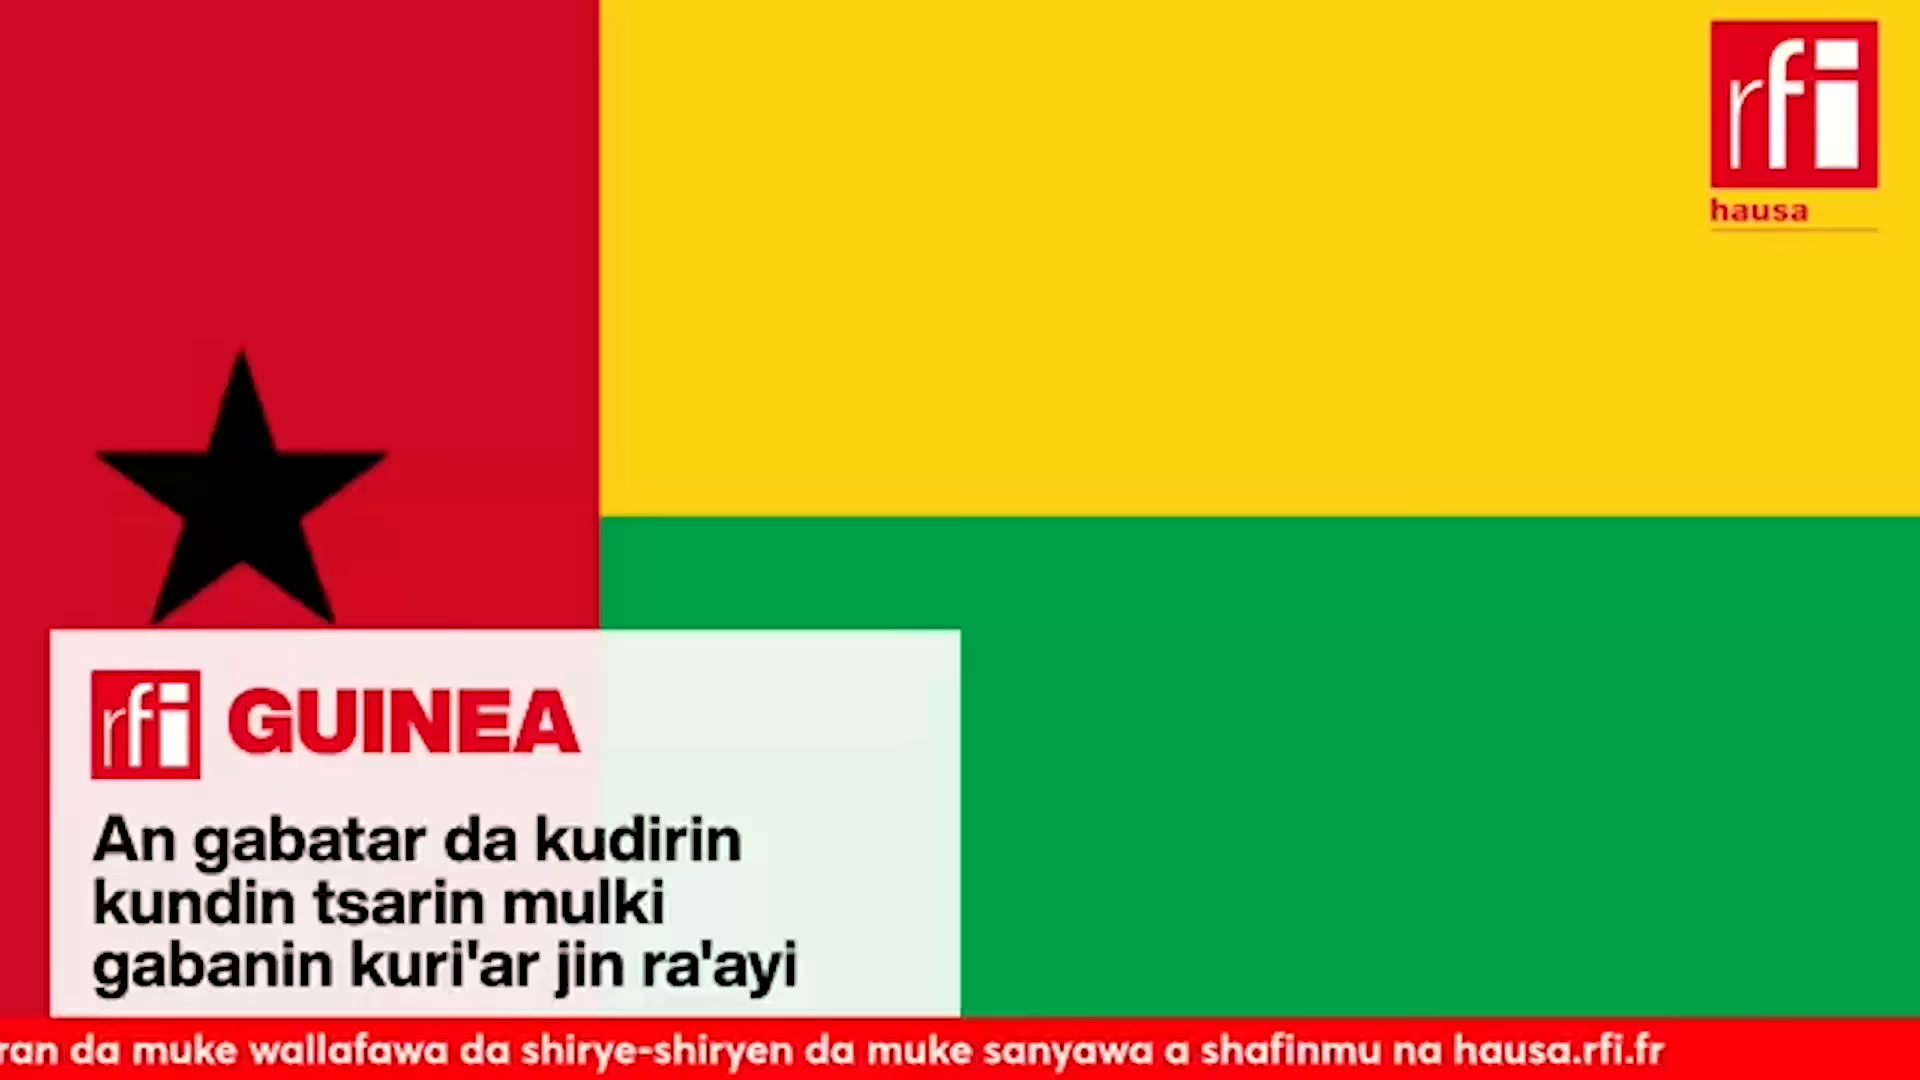 rfi
hausa
rfi GUINEA
An gabatar da kudirin
kundin tsarin mulki
gabanin kuri'ar jin ra'ayi
da muke wallafawa da shirye-shiryen da muke sanyawa a shafinmu na hausa.rfi.fr